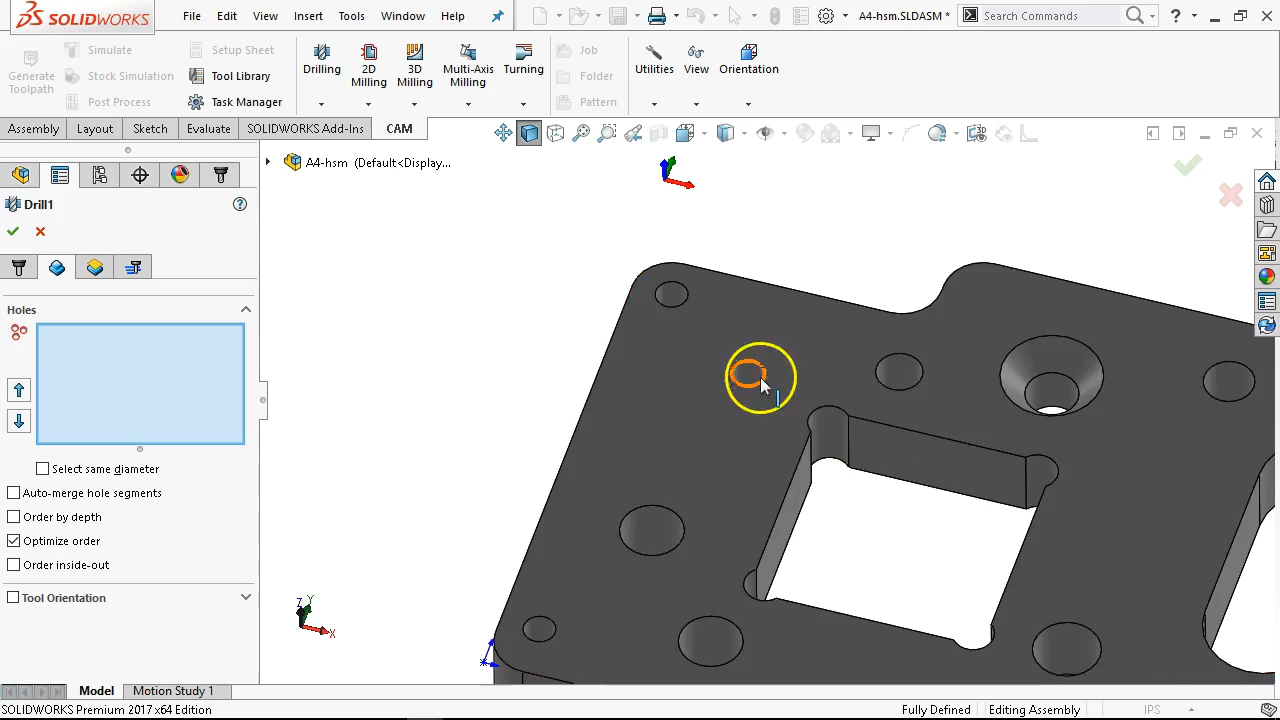 SOLIDWORKS
File Edit View Insert Tools Window Help
A4-hsm.SLDASM *
Search Commands
Generate Toolpath
Simulate
Stock Simulation
Post Process
Setup Sheet
Tool Library
Task Manager
Drilling
2D Milling
3D Milling
Multi-Axis Milling
Turning
Job
Folder
Pattern
Utilities
View
Orientation
Assembly Layout Sketch Evaluate SOLIDWORKS Add-Ins CAM
A4-hsm (Default<Display...
Drill1
Holes
Select same diameter
Auto-merge hole segments
Order by depth
Optimize order
Order inside-out
Tool Orientation
Z
Y
X
Model Motion Study 1
SOLIDWORKS Premium 2017 x64 Edition
Fully Defined
Editing Assembly
IPS